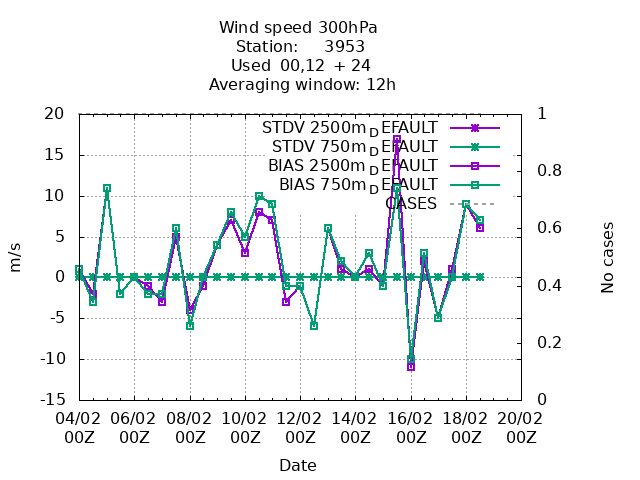 Wind speed 300hPa
Station: 3953
Used 00,12 + 24
Averaging window: 12h
20
15
10
5
0
-5
-10
-15
m/s
1
0.8
0.6
0.4
0.2
0
No cases
STDV 2500m_DEFAULT
STDV 750m_DEFAULT
BIAS 2500m_DEFAULT
BIAS 750m_DEFAULT
CASES
04/02 06/02 08/02 10/02 12/02 14/02 16/02 18/02 20/02
00Z 00Z 00Z 00Z 00Z 00Z 00Z 00Z 00Z
Date